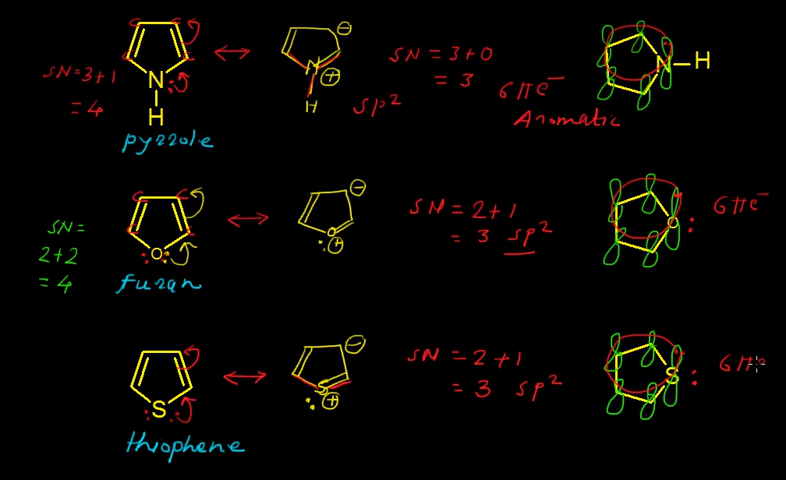 SN = 3+1
= 4
N
H
pyrrole
N
H
sp²
SN = 3+0
= 3
6πe⁻
Aromatic
N–H
SN =
2+2
= 4
O
furan
O
SN = 2+1
= 3 sp²
O
6πe⁻
S
thiophene
S
SN = 2+1
= 3 sp²
S
6πe